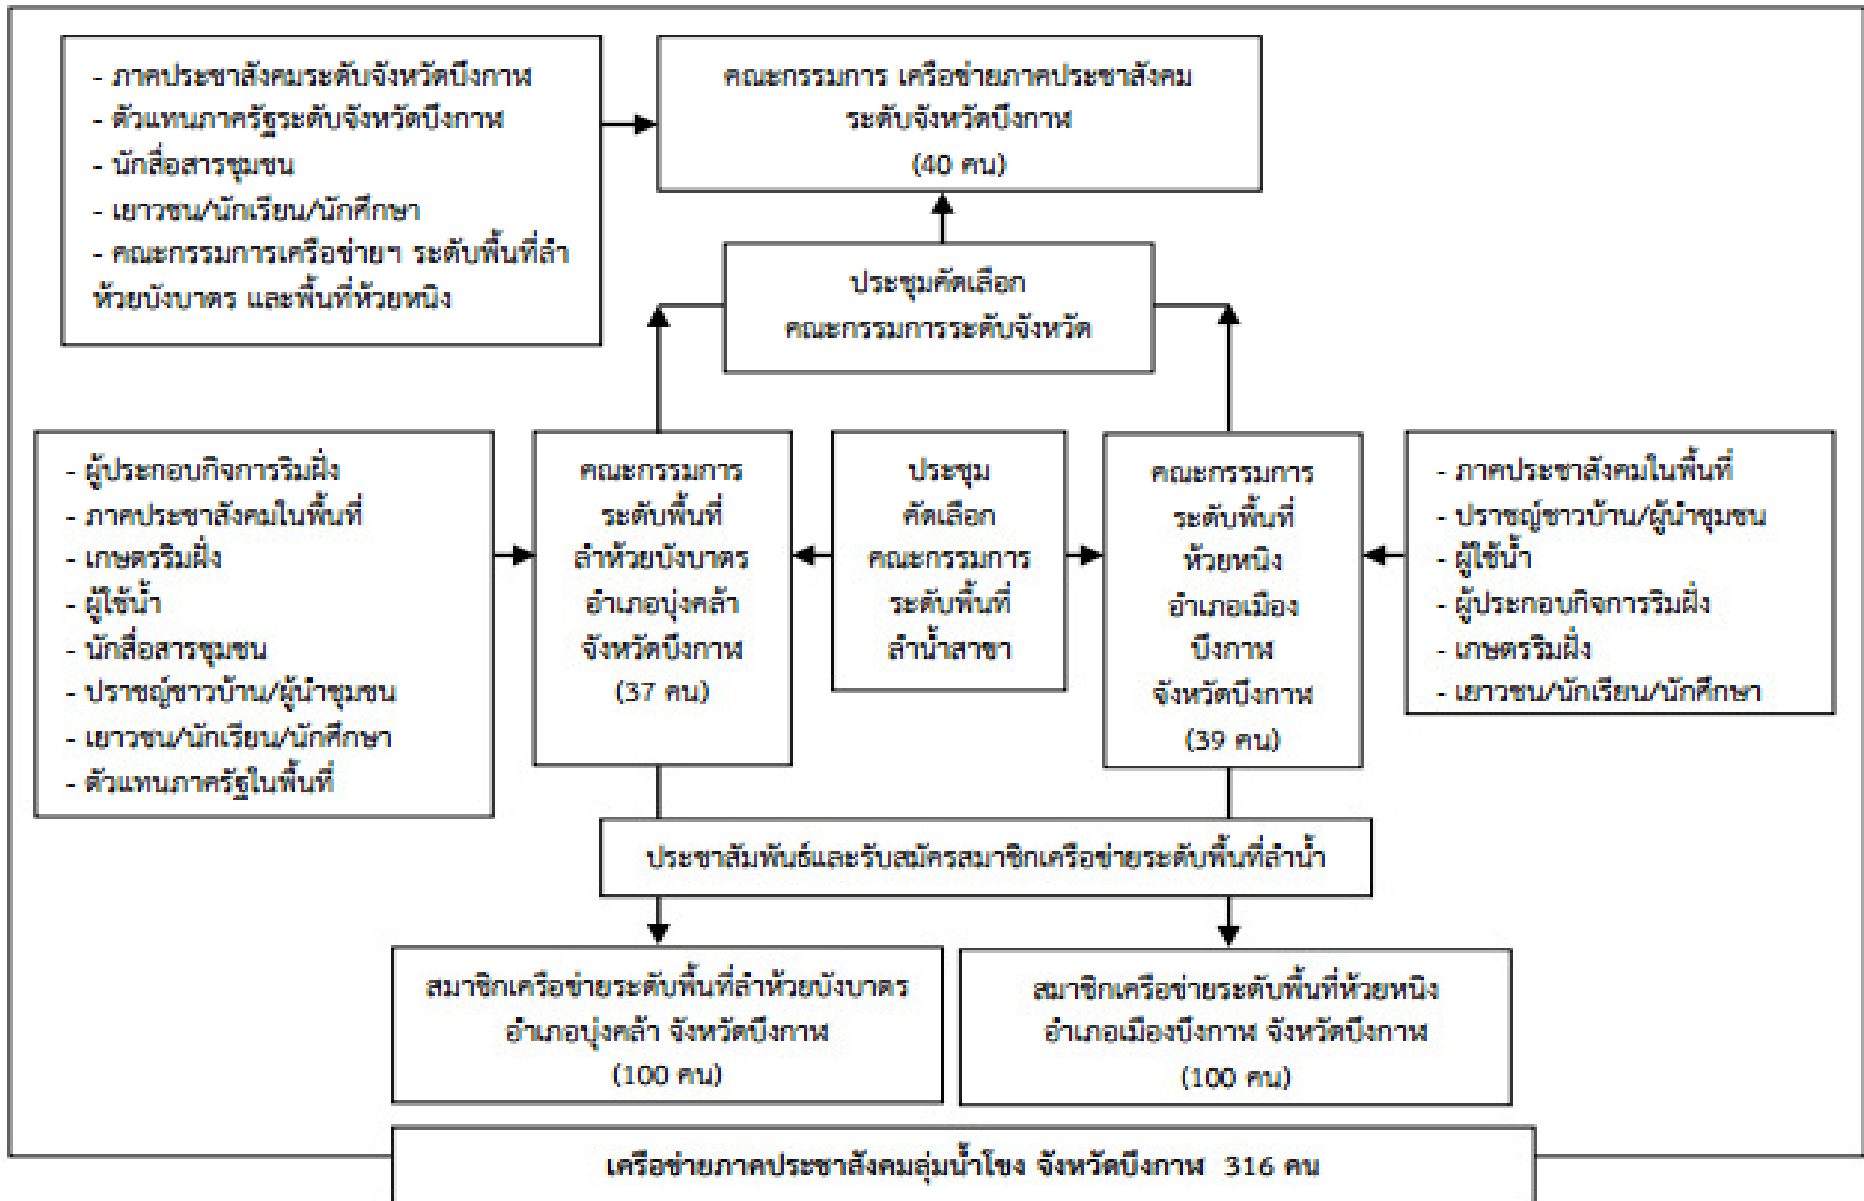 - ภาคประชาสังคมระดับจังหวัดบึงกาฬ
- ตัวแทนภาครัฐระดับจังหวัดบึงกาฬ
- นักสื่อสารชุมชน
- เยาวชน/นักเรียน/นักศึกษา
- คณะกรรมการเครือข่ายฯ ระดับพื้นที่ลำ
ห้วยบังบาตร และพื้นที่ห้วยหนิง
คณะกรรมการ เครือข่ายภาคประชาสังคม
ระดับจังหวัดบึงกาฬ
(40 คน)
ประชุมคัดเลือก
คณะกรรมการระดับจังหวัด
- ผู้ประกอบกิจการริมฝั่ง
- ภาคประชาสังคมในพื้นที่
- เกษตรริมฝั่ง
- ผู้ใช้น้ำ
- นักสื่อสารชุมชน
- ปราชญ์ชาวบ้าน/ผู้นำชุมชน
- เยาวชน/นักเรียน/นักศึกษา
- ตัวแทนภาครัฐในพื้นที่
คณะกรรมการ
ระดับพื้นที่
ลำห้วยบังบาตร
อำเภอบุ่งคล้า
จังหวัดบึงกาฬ
(37 คน)
ประชุม
คัดเลือก
คณะกรรมการ
ระดับพื้นที่
ลำน้ำสาขา
คณะกรรมการ
ระดับพื้นที่
ห้วยหนิง
อำเภอเมือง
บึงกาฬ
จังหวัดบึงกาฬ
(39 คน)
- ภาคประชาสังคมในพื้นที่
- ปราชญ์ชาวบ้าน/ผู้นำชุมชน
- ผู้ใช้น้ำ
- ผู้ประกอบกิจการริมฝั่ง
- เกษตรริมฝั่ง
- เยาวชน/นักเรียน/นักศึกษา
ประชาสัมพันธ์และรับสมัครสมาชิกเครือข่ายระดับพื้นที่ลำน้ำ
สมาชิกเครือข่ายระดับพื้นที่ลำห้วยบังบาตร
อำเภอบุ่งคล้า จังหวัดบึงกาฬ
(100 คน)
สมาชิกเครือข่ายระดับพื้นที่ห้วยหนิง
อำเภอเมืองบึงกาฬ จังหวัดบึงกาฬ
(100 คน)
เครือข่ายภาคประชาสังคมลุ่มน้ำโขง จังหวัดบึงกาฬ 316 คน